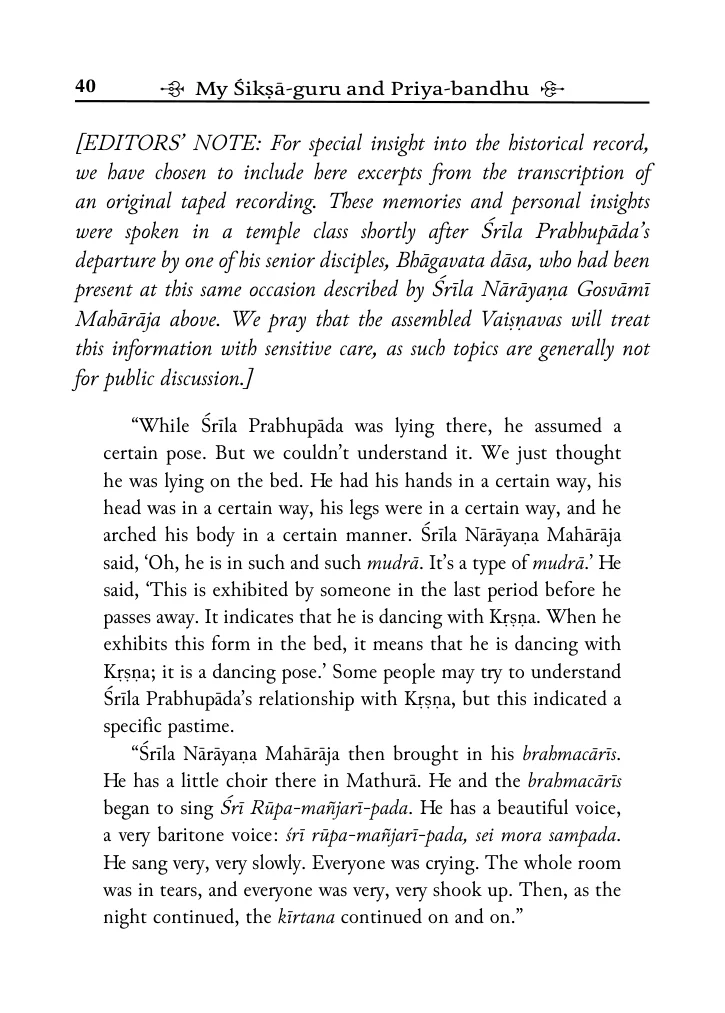 40 My Śikṣā-guru and Priya-bandhu
[EDITORS’ NOTE: For special insight into the historical record,
we have chosen to include here excerpts from the transcription of
an original taped recording. These memories and personal insights
were spoken in a temple class shortly after Śrīla Prabhupāda’s
departure by one of his senior disciples, Bhāgavata dāsa, who had been
present at this same occasion described by Śrīla Nārāyaṇa Gosvāmī
Mahārāja above. We pray that the assembled Vaiṣṇavas will treat
this information with sensitive care, as such topics are generally not
for public discussion.]
“While Śrīla Prabhupāda was lying there, he assumed a
certain pose. But we couldn’t understand it. We just thought
he was lying on the bed. He had his hands in a certain way, his
head was in a certain way, his legs were in a certain way, and he
arched his body in a certain manner. Śrīla Nārāyaṇa Mahārāja
said, ‘Oh, he is in such and such mudrā. It’s a type of mudrā.’ He
said, ‘This is exhibited by someone in the last period before he
passes away. It indicates that he is dancing with Kṛṣṇa. When he
exhibits this form in the bed, it means that he is dancing with
Kṛṣṇa; it is a dancing pose.’ Some people may try to understand
Śrīla Prabhupāda’s relationship with Kṛṣṇa, but this indicated a
specific pastime.
“Śrīla Nārāyaṇa Mahārāja then brought in his brahmacārīs.
He has a little choir there in Mathurā. He and the brahmacārīs
began to sing Śrī Rūpa-mañjarī-pada. He has a beautiful voice,
a very baritone voice: śrī rūpa-mañjarī-pada, sei mora sampada.
He sang very, very slowly. Everyone was crying. The whole room
was in tears, and everyone was very, very shook up. Then, as the
night continued, the kīrtana continued on and on.”